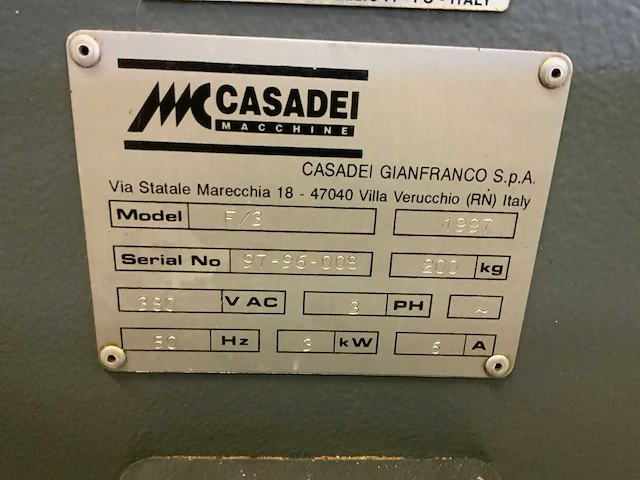 ITALY
CASADEI
MACCHINE
CASADEI GIANFRANCO S.p.A.
Via Statale Marecchia 18 - 47040 Villa Verucchio (RN) Italy
Model F/3 1997
Serial No 97-96-008 200 kg
380 V AC 3 PH ~
50 Hz 3 kW 6 A